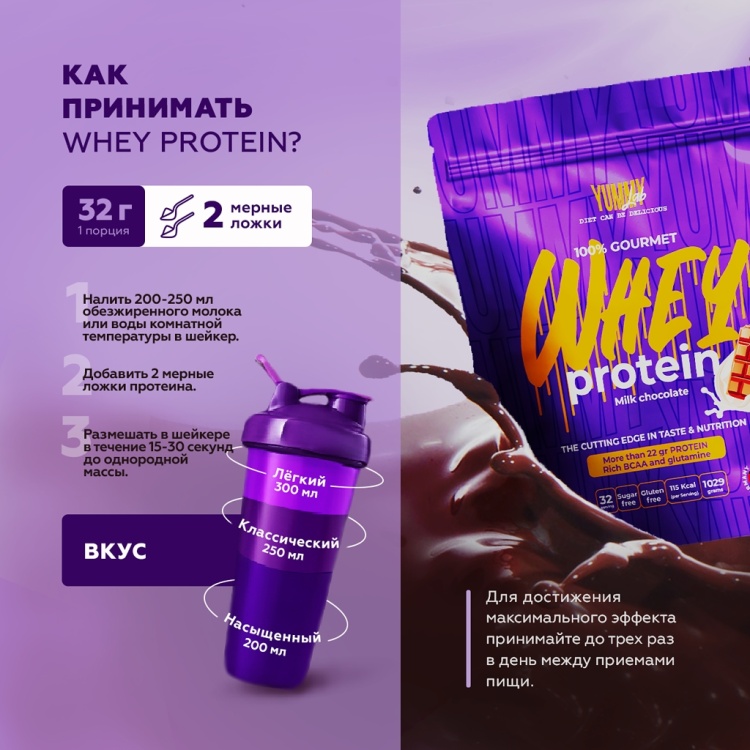 КАК
ПРИНИМАТЬ
WHEY PROTEIN?
32 г
1 порция
2 мерные
ложки
1
Налить 200-250 мл
обезжиренного молока
или воды комнатной
температуры в шейкер.
2
Добавить 2 мерные
ложки протеина.
3
Размешать в шейкере
в течение 15-30 секунд
до однородной
массы.
ВКУС
Лёгкий
300 мл
Классический
250 мл
Насыщенный
200 мл
YUMMY
lab
DIET CAN BE DELICIOUS
100% GOURMET
WHEY
protein
Milk chocolate
THE CUTTING EDGE IN TASTE & NUTRITION
More than 22 gr PROTEIN
Rich BCAA and glutamine
32
Sugar
free
Gluten
free
115 Kcal
(per Serving)
1029
grams
Для достижения
максимального эффекта
принимайте до трех раз
в день между приемами
пищи.